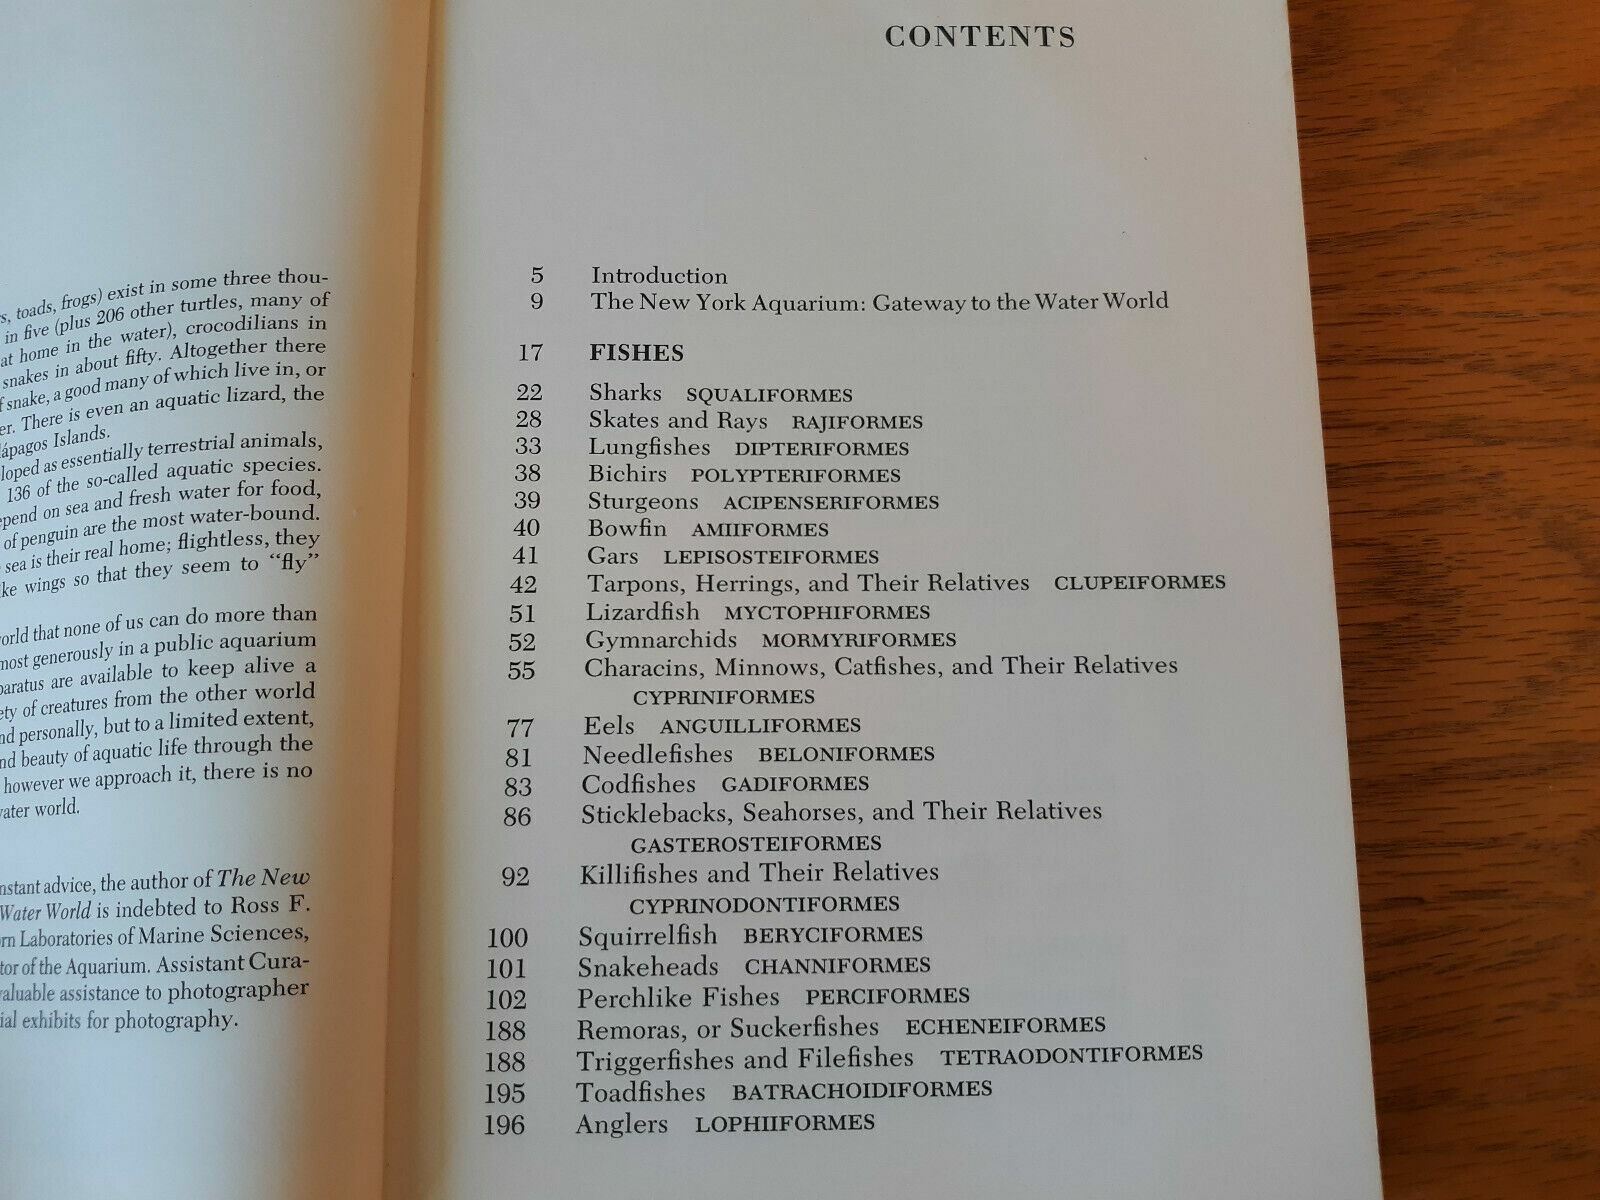 s, toads, frogs) exist in some three thou-
in five (plus 206 other turtles, many of
at home in the water), crocodilians in
snakes in about fifty. Altogether there
f snake, a good many of which live in, or
er. There is even an aquatic lizard, the
lápagos Islands.
loped as essentially terrestrial animals,
136 of the so-called aquatic species.
epend on sea and fresh water for food,
of penguin are the most water-bound.
sea is their real home; flightless, they
ke wings so that they seem to “fly”
orld that none of us can do more than
most generously in a public aquarium
paratus are available to keep alive a
ety of creatures from the other world
nd personally, but to a limited extent,
nd beauty of aquatic life through the
however we approach it, there is no
vater world.
nstant advice, the author of The New
Water World is indebted to Ross F.
orn Laboratories of Marine Sciences,
tor of the Aquarium. Assistant Cura-
valuable assistance to photographer
ial exhibits for photography.
CONTENTS
5 Introduction
9 The New York Aquarium: Gateway to the Water World
17 FISHES
22 Sharks SQUALIFORMES
28 Skates and Rays RAJIFORMES
33 Lungfishes DIPTERIFORMES
38 Bichirs POLYPTERIFORMES
39 Sturgeons ACIPENSERIFORMES
40 Bowfin AMIIFORMES
41 Gars LEPISOSTEIFORMES
42 Tarpons, Herrings, and Their Relatives CLUPEIFORMES
51 Lizardfish MYCTOPHIFORMES
52 Gymnarchids MORMYRIFORMES
55 Characins, Minnows, Catfishes, and Their Relatives
CYPRINIFORMES
77 Eels ANGUILLIFORMES
81 Needlefishes BELONIFORMES
83 Codfishes GADIFORMES
86 Sticklebacks, Seahorses, and Their Relatives
GASTEROSTEIFORMES
92 Killifishes and Their Relatives
CYPRINODONTIFORMES
100 Squirrelfish BERYCIFORMES
101 Snakeheads CHANNIFORMES
102 Perchlike Fishes PERCIFORMES
188 Remoras, or Suckerfishes ECHENEIFORMES
188 Triggerfishes and Filefishes TETRAODONTIFORMES
195 Toadfishes BATRACHOIDIFORMES
196 Anglers LOPHIIFORMES